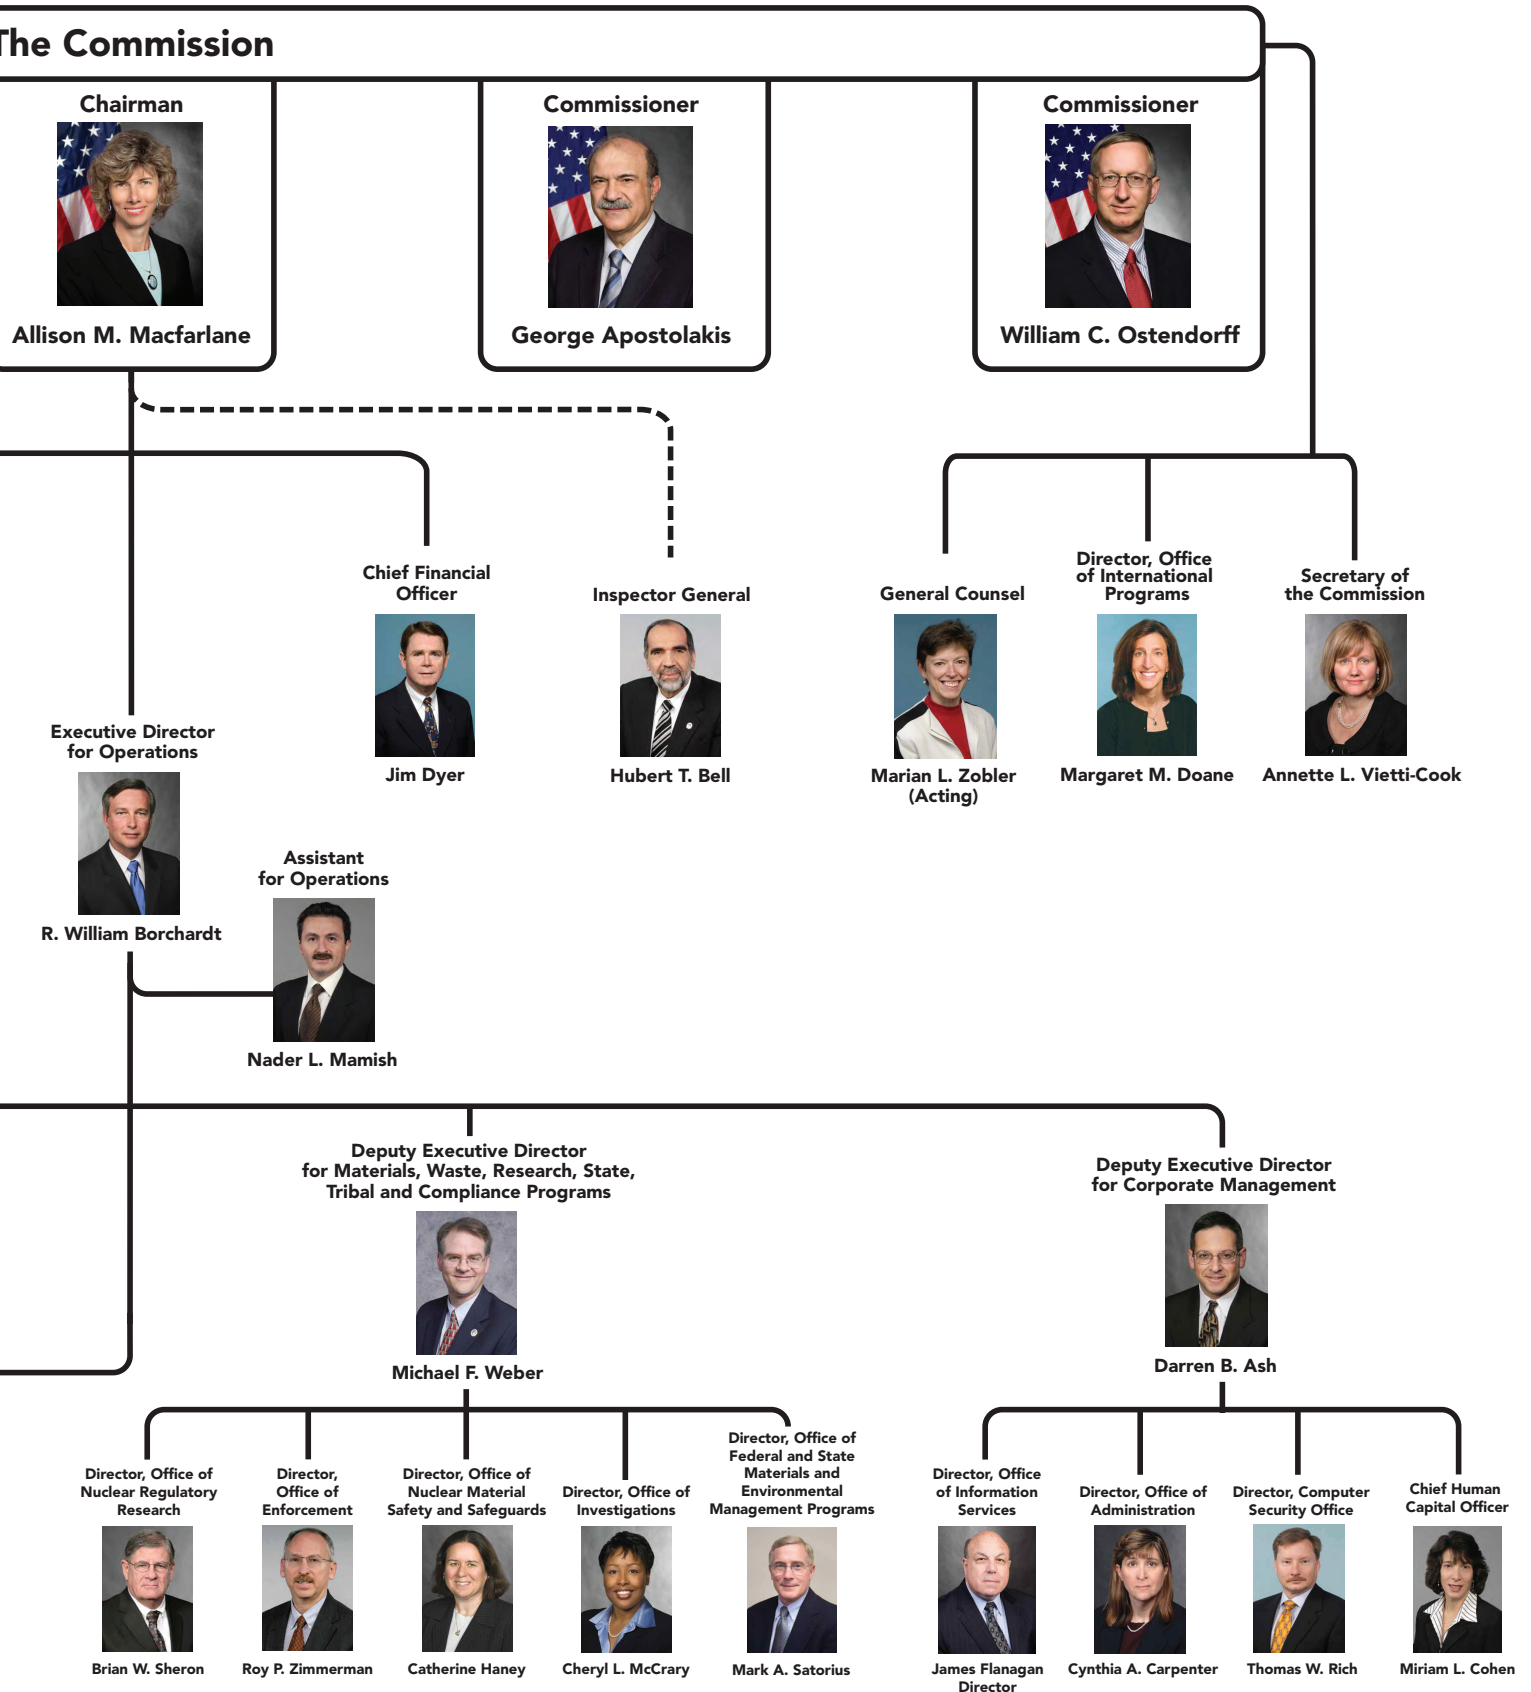 The Commission
Chairman
Allison M. Macfarlane
Commissioner
George Apostolakis
Commissioner
William C. Ostendorff
Chief Financial
Officer
Jim Dyer
Inspector General
Hubert T. Bell
General Counsel
Marian L. Zobler
(Acting)
Director, Office
of International
Programs
Margaret M. Doane
Secretary of
the Commission
Annette L. Vietti-Cook
Executive Director
for Operations
R. William Borchardt
Assistant
for Operations
Nader L. Mamish
Deputy Executive Director
for Materials, Waste, Research, State,
Tribal and Compliance Programs
Michael F. Weber
Deputy Executive Director
for Corporate Management
Darren B. Ash
Director, Office of
Nuclear Regulatory
Research
Brian W. Sheron
Director,
Office of
Enforcement
Roy P. Zimmerman
Director, Office of
Nuclear Material
Safety and Safeguards
Catherine Haney
Director, Office of
Investigations
Cheryl L. McCrary
Director, Office of
Federal and State
Materials and
Environmental
Management Programs
Mark A. Satorius
Director, Office
of Information
Services
James Flanagan
Director
Director, Office of
Administration
Cynthia A. Carpenter
Director, Computer
Security Office
Thomas W. Rich
Chief Human
Capital Officer
Miriam L. Cohen